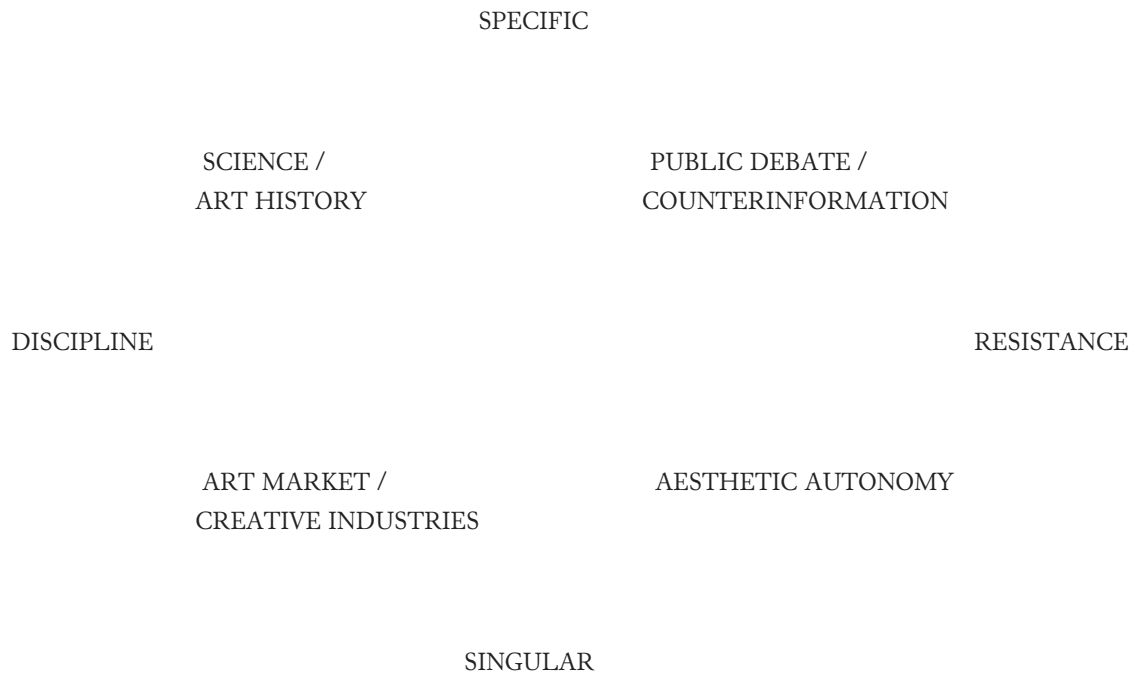 SPECIFIC
SCIENCE /
ART HISTORY
PUBLIC DEBATE /
COUNTERINFORMATION
DISCIPLINE
RESISTANCE
ART MARKET /
CREATIVE INDUSTRIES
AESTHETIC AUTONOMY
SINGULAR